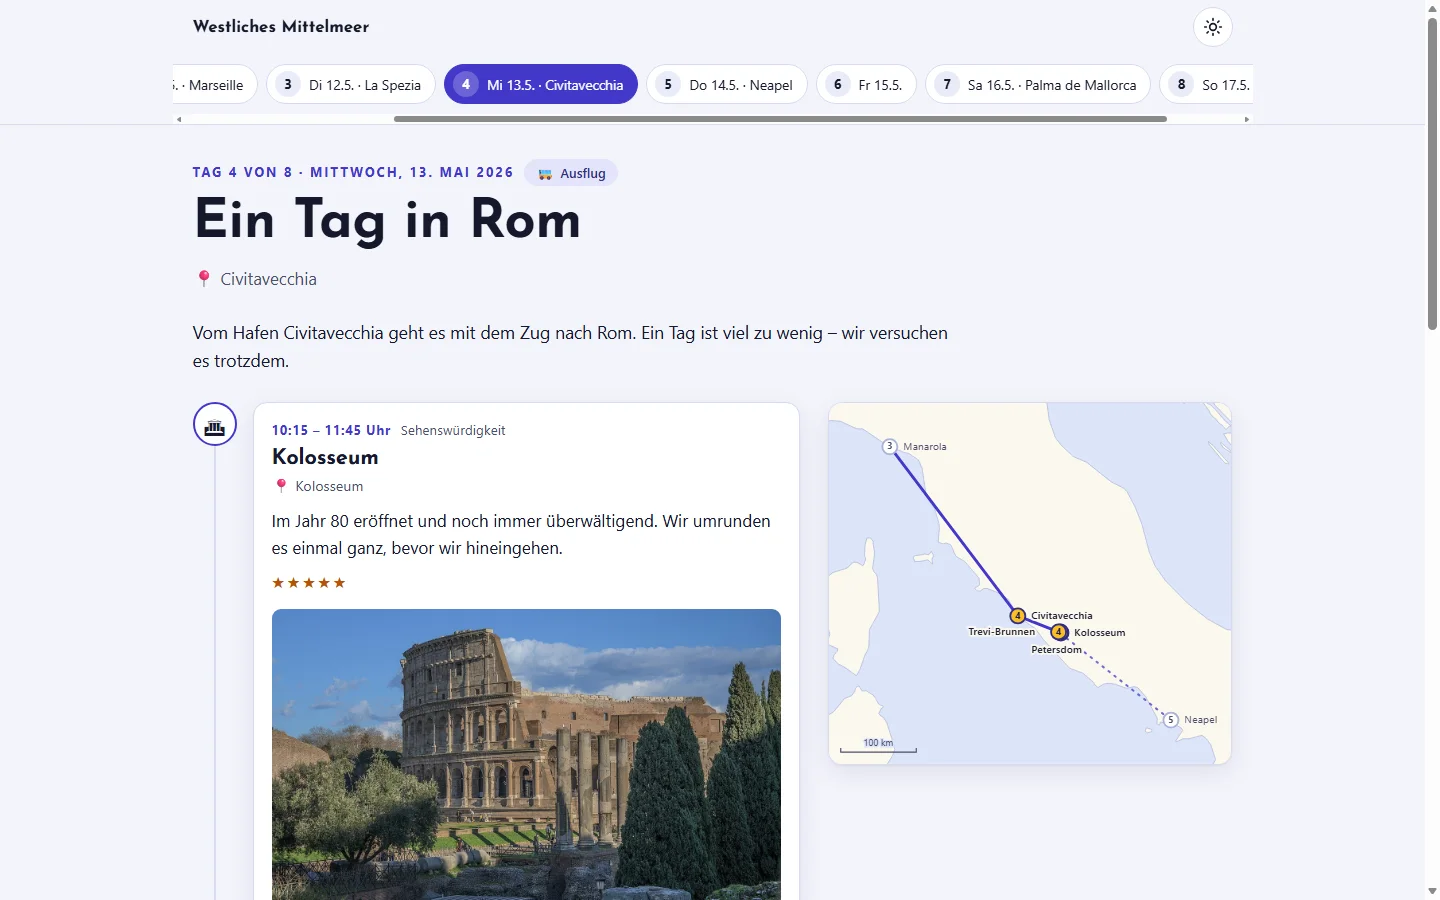 Westliches Mittelmeer
5. · Marseille
3 Di 12.5. · La Spezia
4 Mi 13.5. · Civitavecchia
5 Do 14.5. · Neapel
6 Fr 15.5.
7 Sa 16.5. · Palma de Mallorca
8 So 17.5.
TAG 4 VON 8 · MITTWOCH, 13. MAI 2026
Ausflug
Ein Tag in Rom
Civitavecchia
Vom Hafen Civitavecchia geht es mit dem Zug nach Rom. Ein Tag ist viel zu wenig – wir versuchen
es trotzdem.
10:15 – 11:45 Uhr Sehenswürdigkeit
Kolosseum
Kolosseum
Im Jahr 80 eröffnet und noch immer überwältigend. Wir umrunden
es einmal ganz, bevor wir hineingehen.
3 Manarola
4 Civitavecchia
Trevi-Brunnen
4 Kolosseum
Petersdom
5 Neapel
100 km